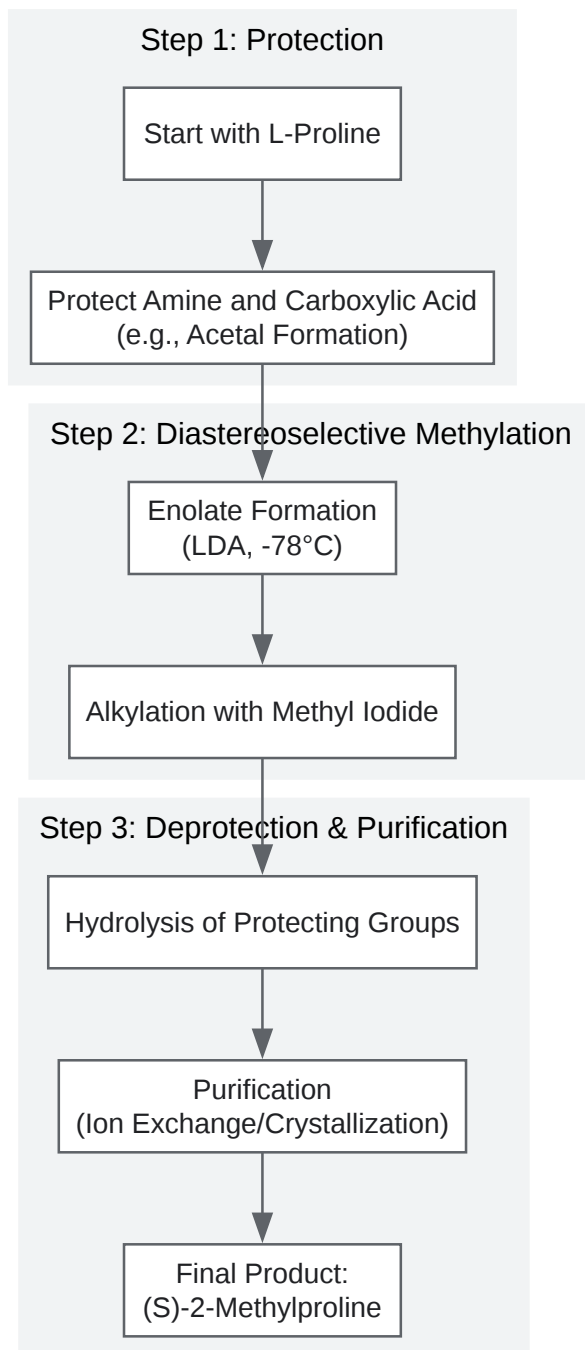 Step 1: Protection
Start with L-Proline
Protect Amine and Carboxylic Acid
(e.g., Acetal Formation)
Step 2: Diastereoselective Methylation
Enolate Formation
(LDA, -78°C)
Alkylation with Methyl Iodide
Step 3: Deprotection & Purification
Hydrolysis of Protecting Groups
Purification
(Ion Exchange/Crystallization)
Final Product:
(S)-2-Methylproline